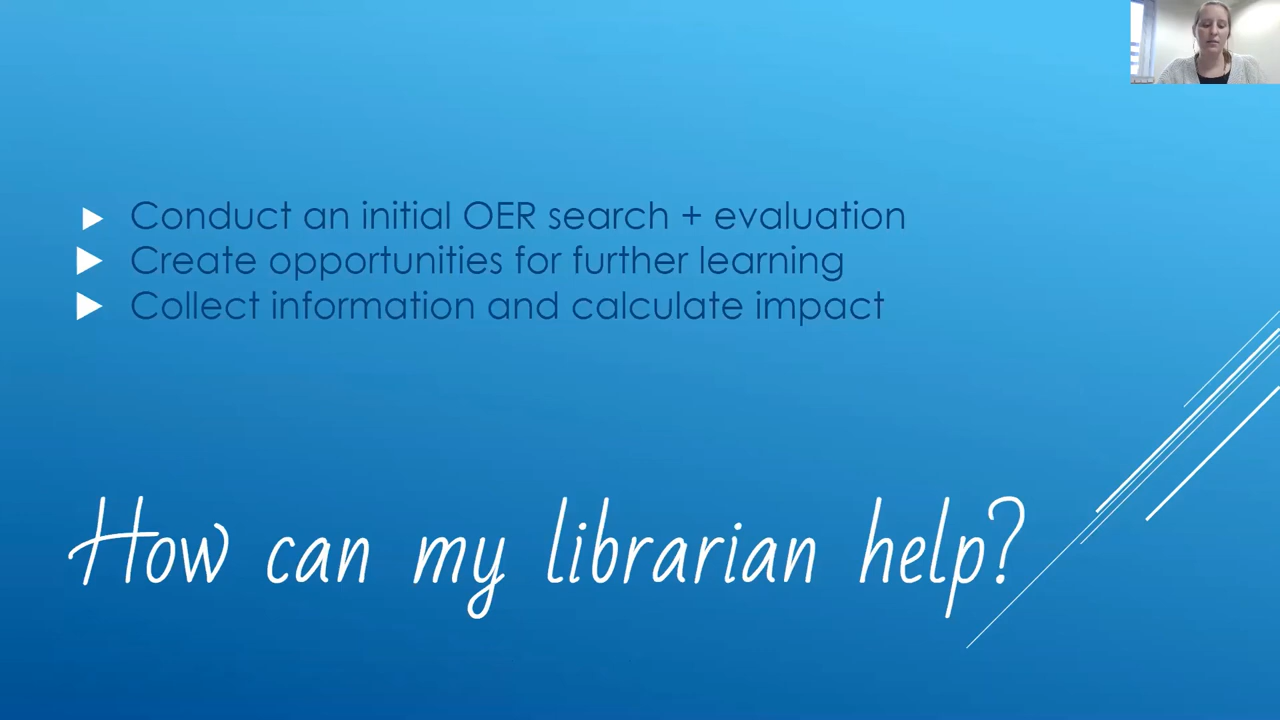 Conduct an initial OER search + evaluation
Create opportunities for further learning
Collect information and calculate impact
How can my librarian help?